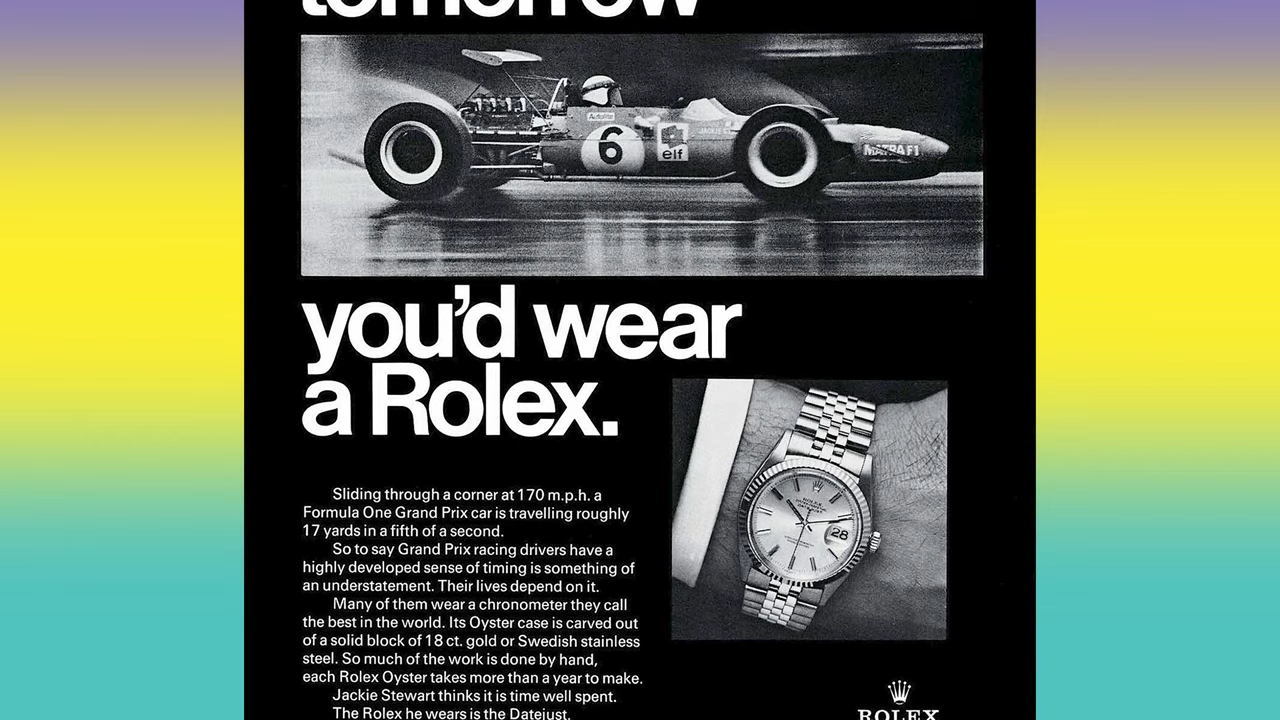 tomorrow
Autolite
6
elf
JACKIE S
MATRA F1
you'd wear
a Rolex.
ROLEX
DATEJUST
28
Sliding through a corner at 170 m.p.h. a
Formula One Grand Prix car is travelling roughly
17 yards in a fifth of a second.
So to say Grand Prix racing drivers have a
highly developed sense of timing is something of
an understatement. Their lives depend on it.
Many of them wear a chronometer they call
the best in the world. Its Oyster case is carved out
of a solid block of 18 ct. gold or Swedish stainless
steel. So much of the work is done by hand,
each Rolex Oyster takes more than a year to make.
Jackie Stewart thinks it is time well spent.
The Rolex he wears is the Datejust.
ROLEX